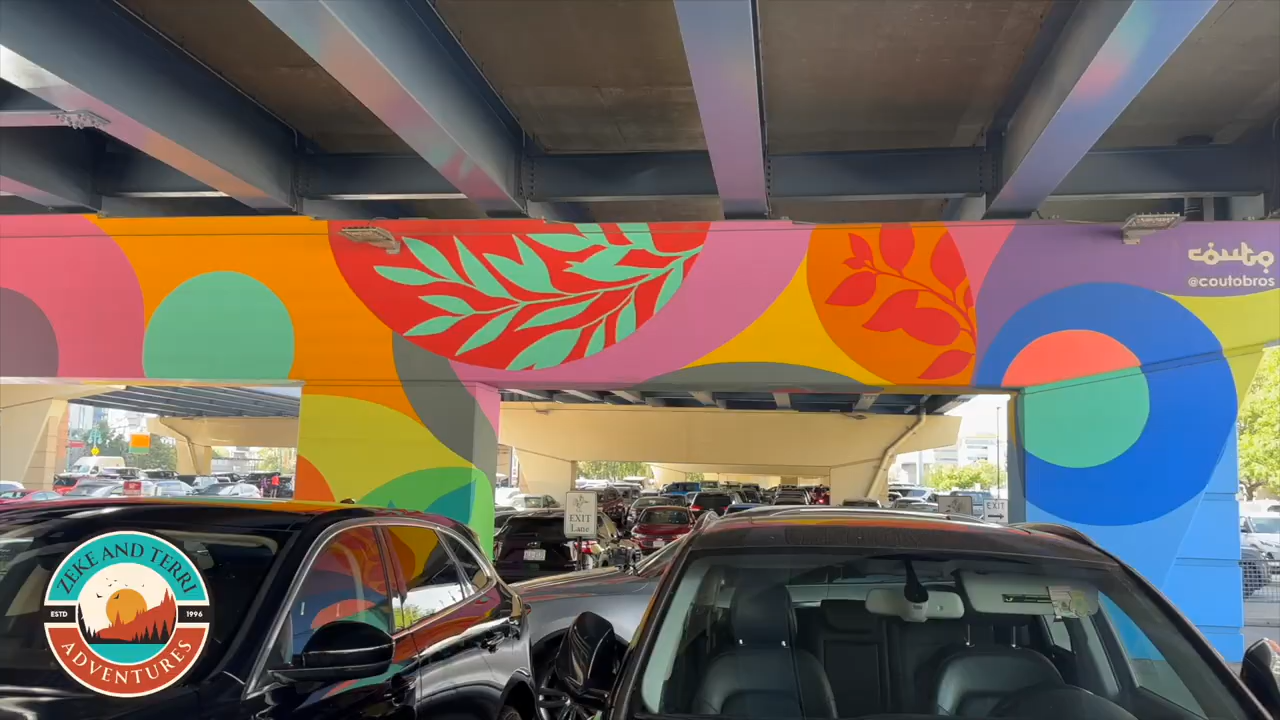 couto
@coutobros
EXIT
Lane
EXIT
ZEKE AND TERRI
ESTD 1996
ADVENTURES